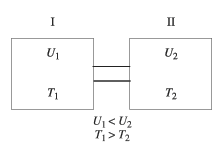 I II
U₁ U₂
T₁ T₂
U₁ < U₂
T₁ > T₂